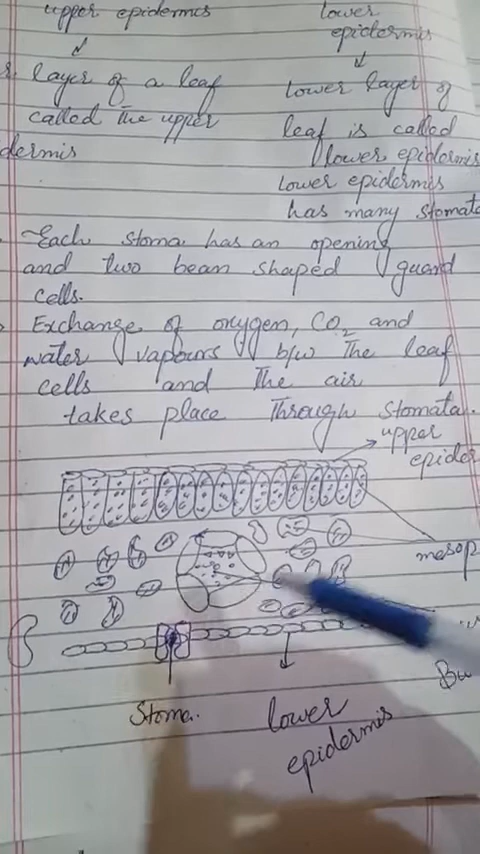 upper epidermis
layer of a leaf
called the upper
dermis
lower
epidermis
lower layer of
leaf is called
lower epidermis
lower epidermis
has many stomata
Each stoma has an opening
and two bean shaped guard
cells.
Exchange of oxygen, CO2 and
water vapours b/w The leaf
cells and The air
takes place Through stomata.
upper
epider
mesop
Stoma.
lower
epidermis